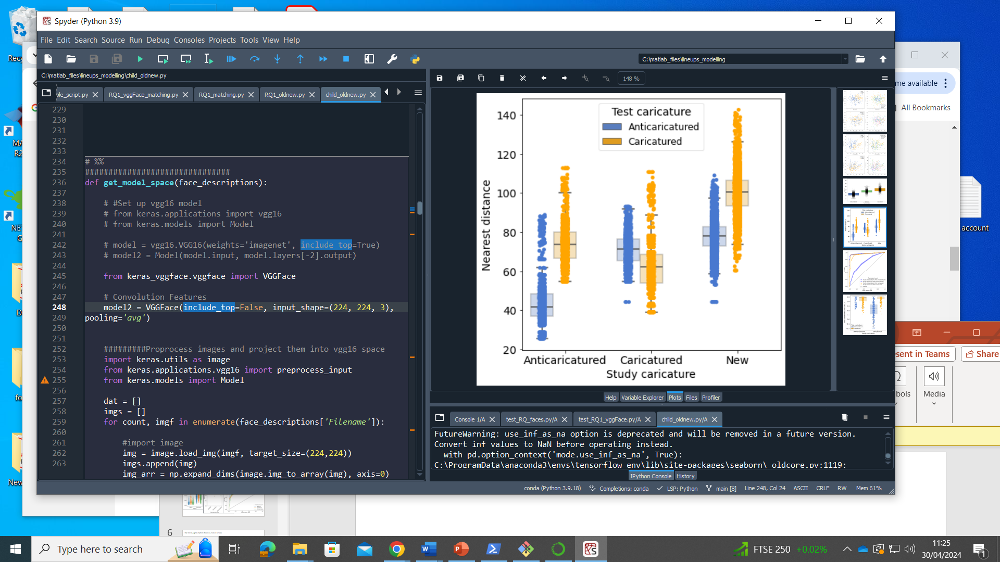 Spyder (Python 3.9)
File Edit Search Source Run Debug Consoles Projects Tools View Help
C:\matlab_files\lineups_modelling
C:\matlab_files\lineups_modelling\child_oldnew.py
ple_script.py RQ1_vggFace_matching.py RQ1_matching.py RQ1_oldnew.py child_oldnew.py
229
230
231
232
233
234 # %%
235 ###############################
236 def get_model_space(face_descriptions):
237
238 # #Set up vgg16 model
239 # from keras.applications import vgg16
240 # from keras.models import Model
241
242 # model = vgg16.VGG16(weights='imagenet', include_top=True)
243 # model2 = Model(model.input, model.layers[-2].output)
244
245 from keras_vggface.vggface import VGGFace
246
247 # Convolution Features
248 model2 = VGGFace(include_top=False, input_shape=(224, 224, 3),
249 pooling='avg')
250
251
252 #########Proprocess images and project them into vgg16 space
253 import keras.utils as image
254 from keras.applications.vgg16 import preprocess_input
255 from keras.models import Model
256
257 dat = []
258 imgs = []
259 for count, imgf in enumerate(face_descriptions['Filename']):
260
261 #import image
262 img = image.load_img(imgf, target_size=(224,224))
263 imgs.append(img)
img_arr = np.expand_dims(image.img_to_array(img), axis=0)
148 %
Test caricature
Anticaricatured
Caricatured
Nearest distance
140
120
100
80
60
40
20
Anticaricatured Caricatured New
Study caricature
Help Variable Explorer Plots Files Profiler
Console 1/A test_RQ_faces.py/A test_RQ1_vggFace.py/A child_oldnew.py/A
FutureWarning: use_inf_as_na option is deprecated and will be removed in a future version.
Convert inf values to NaN before operating instead.
with pd.option_context('mode.use_inf_as_na', True):
C:\ProgramData\anaconda3\envs\tensorflow_env\lib\site-packages\seaborn\_oldcore.py:1119:
IPython Console History
conda (Python 3.9.18) Completions: conda LSP: Python main [8] Line 248, Col 24 ASCII CRLF RW Mem 61%
Recy
MA
R2
NE
G
D
fo
New
me available
All Bookmarks
account
esent in Teams Share
bols Media
6
Type here to search
FTSE 250 +0.02%
11:25
30/04/2024
1